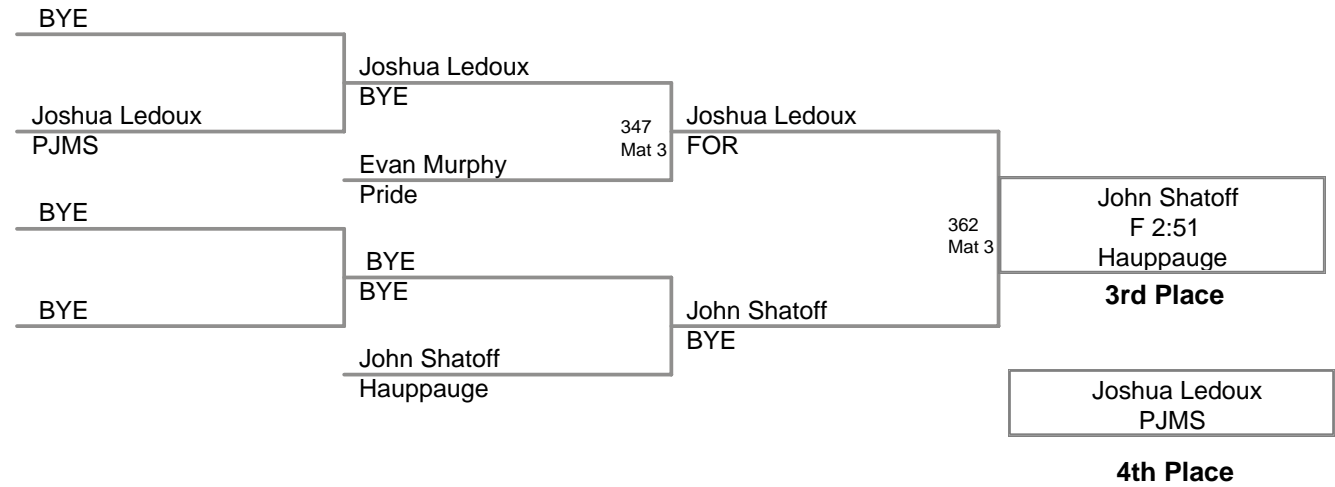 BYE
Joshua Ledoux
PJMS
BYE
BYE
Joshua Ledoux
BYE
Evan Murphy
Pride
BYE
BYE
John Shatoff
Hauppauge
347
Mat 3
Joshua Ledoux
FOR
John Shatoff
BYE
362
Mat 3
John Shatoff
F 2:51
Hauppauge
3rd Place
Joshua Ledoux
PJMS
4th Place